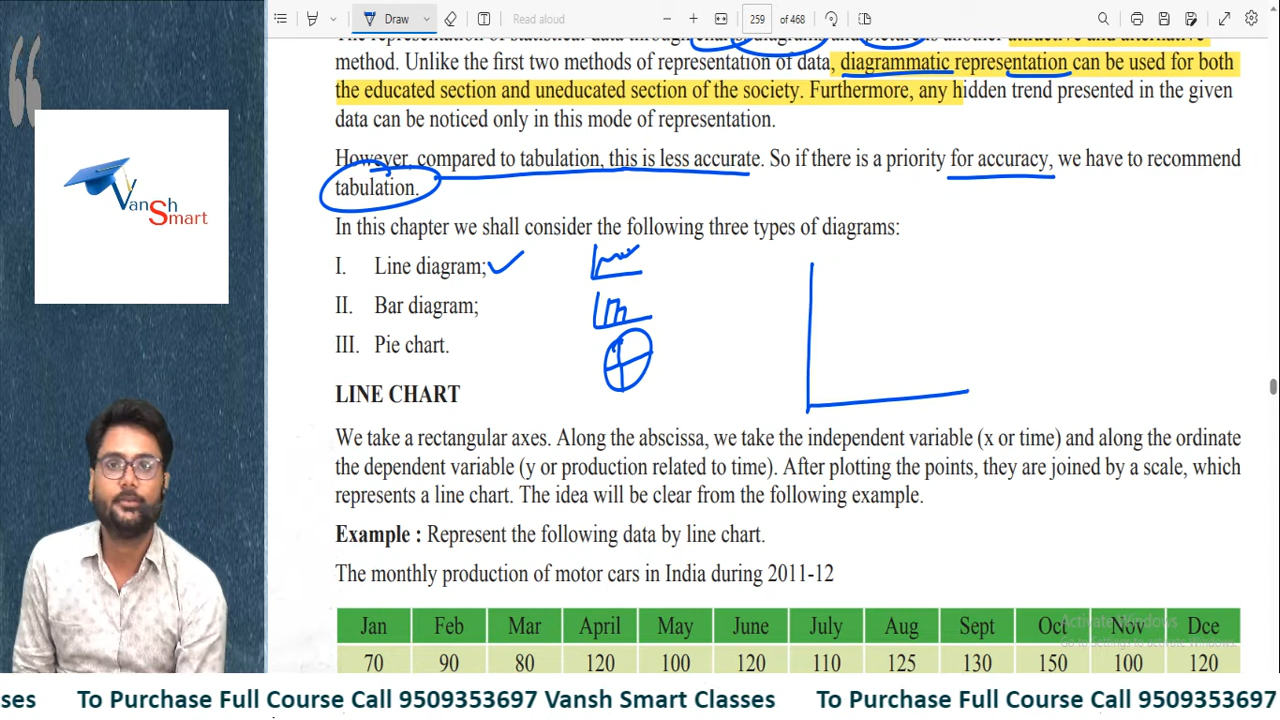 Draw
Read aloud
259 of 468
method. Unlike the first two methods of representation of data, diagrammatic representation can be used for both
the educated section and uneducated section of the society. Furthermore, any hidden trend presented in the given
data can be noticed only in this mode of representation.
However, compared to tabulation, this is less accurate. So if there is a priority for accuracy, we have to recommend
tabulation.
In this chapter we shall consider the following three types of diagrams:
I. Line diagram;
II. Bar diagram;
III. Pie chart.
LINE CHART
We take a rectangular axes. Along the abscissa, we take the independent variable (x or time) and along the ordinate
the dependent variable (y or production related to time). After plotting the points, they are joined by a scale, which
represents a line chart. The idea will be clear from the following example.
Example : Represent the following data by line chart.
The monthly production of motor cars in India during 2011-12
Jan Feb Mar April May June July Aug Sept Oct Nov Dce
70 90 80 120 100 120 110 125 130 150 100 120
Activate Windows
Go to Settings to activate Windows.
VanSh
Smart
sses To Purchase Full Course Call 9509353697 Vansh Smart Classes To Purchase Full Course Call 9509353697